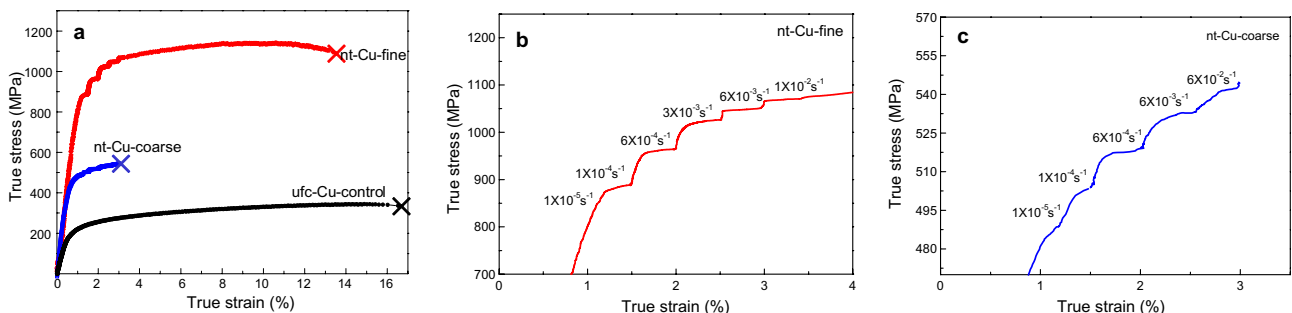 a
1200
1000
800
600
400
200
0 2 4 6 8 10 12 14 16
True stress (MPa)
True strain (%)
nt-Cu-fine
nt-Cu-coarse
ufc-Cu-control
b
nt-Cu-fine
1200
1100
1000
900
800
700
0 1 2 3 4
True stress (MPa)
True strain (%)
1X10⁻⁵s⁻¹
1X10⁻⁴s⁻¹
6X10⁻⁴s⁻¹
3X10⁻³s⁻¹
6X10⁻³s⁻¹
1X10⁻²s⁻¹
c
nt-Cu-coarse
570
555
540
525
510
495
480
0 1 2 3
True stress (MPa)
True strain (%)
1X10⁻⁵s⁻¹
1X10⁻⁴s⁻¹
6X10⁻⁴s⁻¹
6X10⁻³s⁻¹
6X10⁻²s⁻¹